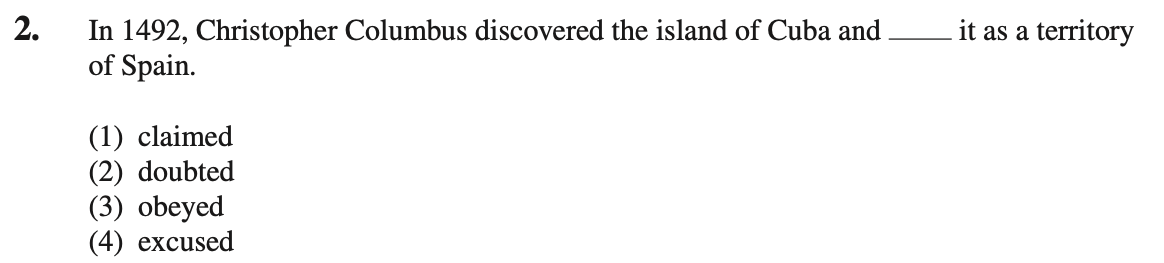 2. In 1492, Christopher Columbus discovered the island of Cuba and ____ it as a territory
of Spain.
(1) claimed
(2) doubted
(3) obeyed
(4) excused